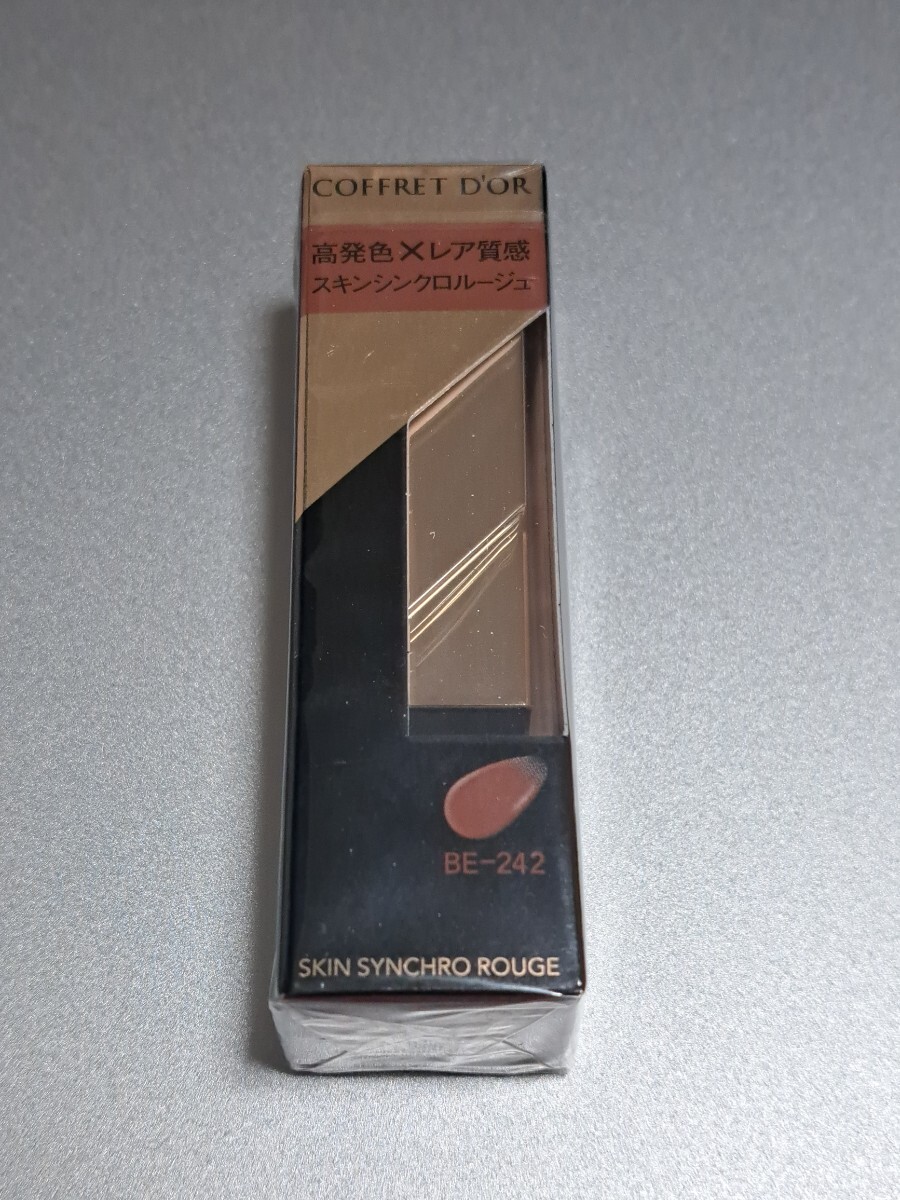 COFFRET D'OR
高発色×レア質感
スキンシンクロルージュ
BE-242
SKIN SYNCHRO ROUGE